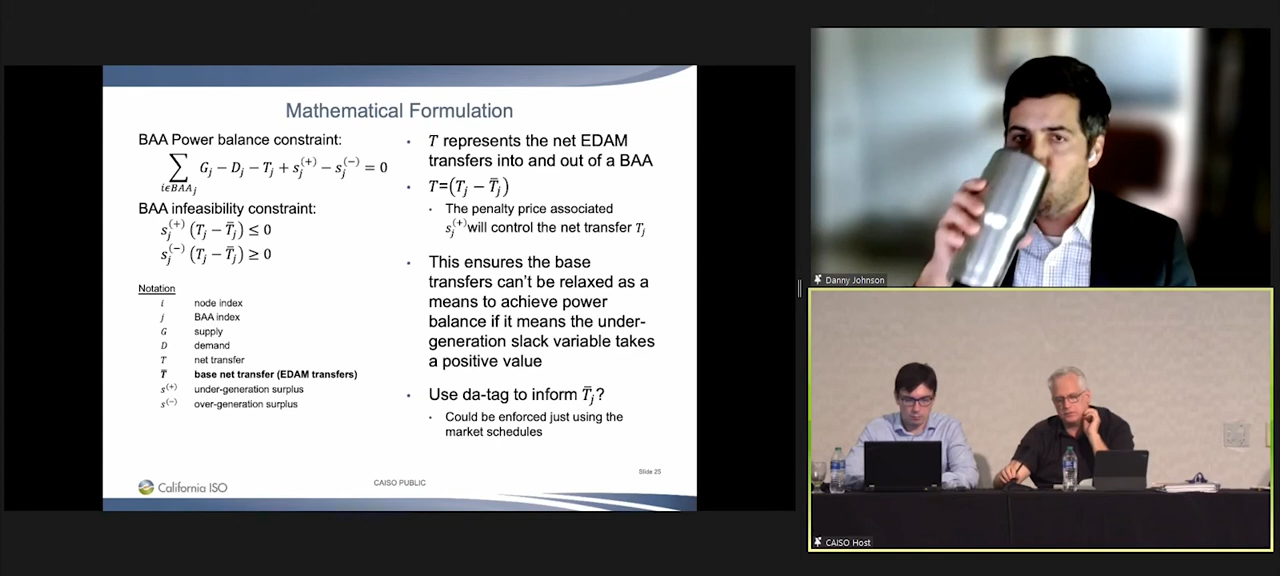 Mathematical Formulation
BAA Power balance constraint:
∑ G_j − D_j − T_j + s_j^(+) − s_j^(−) = 0
iϵBAA_j
BAA infeasibility constraint:
s_j^(+) (T_j − T̅_j) ≤ 0
s_j^(−) (T_j − T̅_j) ≥ 0
Notation
i node index
j BAA index
G supply
D demand
T net transfer
T̅ base net transfer (EDAM transfers)
s^(+) under-generation surplus
s^(−) over-generation surplus
• T represents the net EDAM
transfers into and out of a BAA
• T=(T_j − T̅_j)
• The penalty price associated
s_j^(+) will control the net transfer T_j
• This ensures the base
transfers can't be relaxed as a
means to achieve power
balance if it means the under-
generation slack variable takes
a positive value
• Use da-tag to inform T̅_j?
• Could be enforced just using the
market schedules
Slide 25
California ISO
CAISO PUBLIC
Danny Johnson
CAISO Host